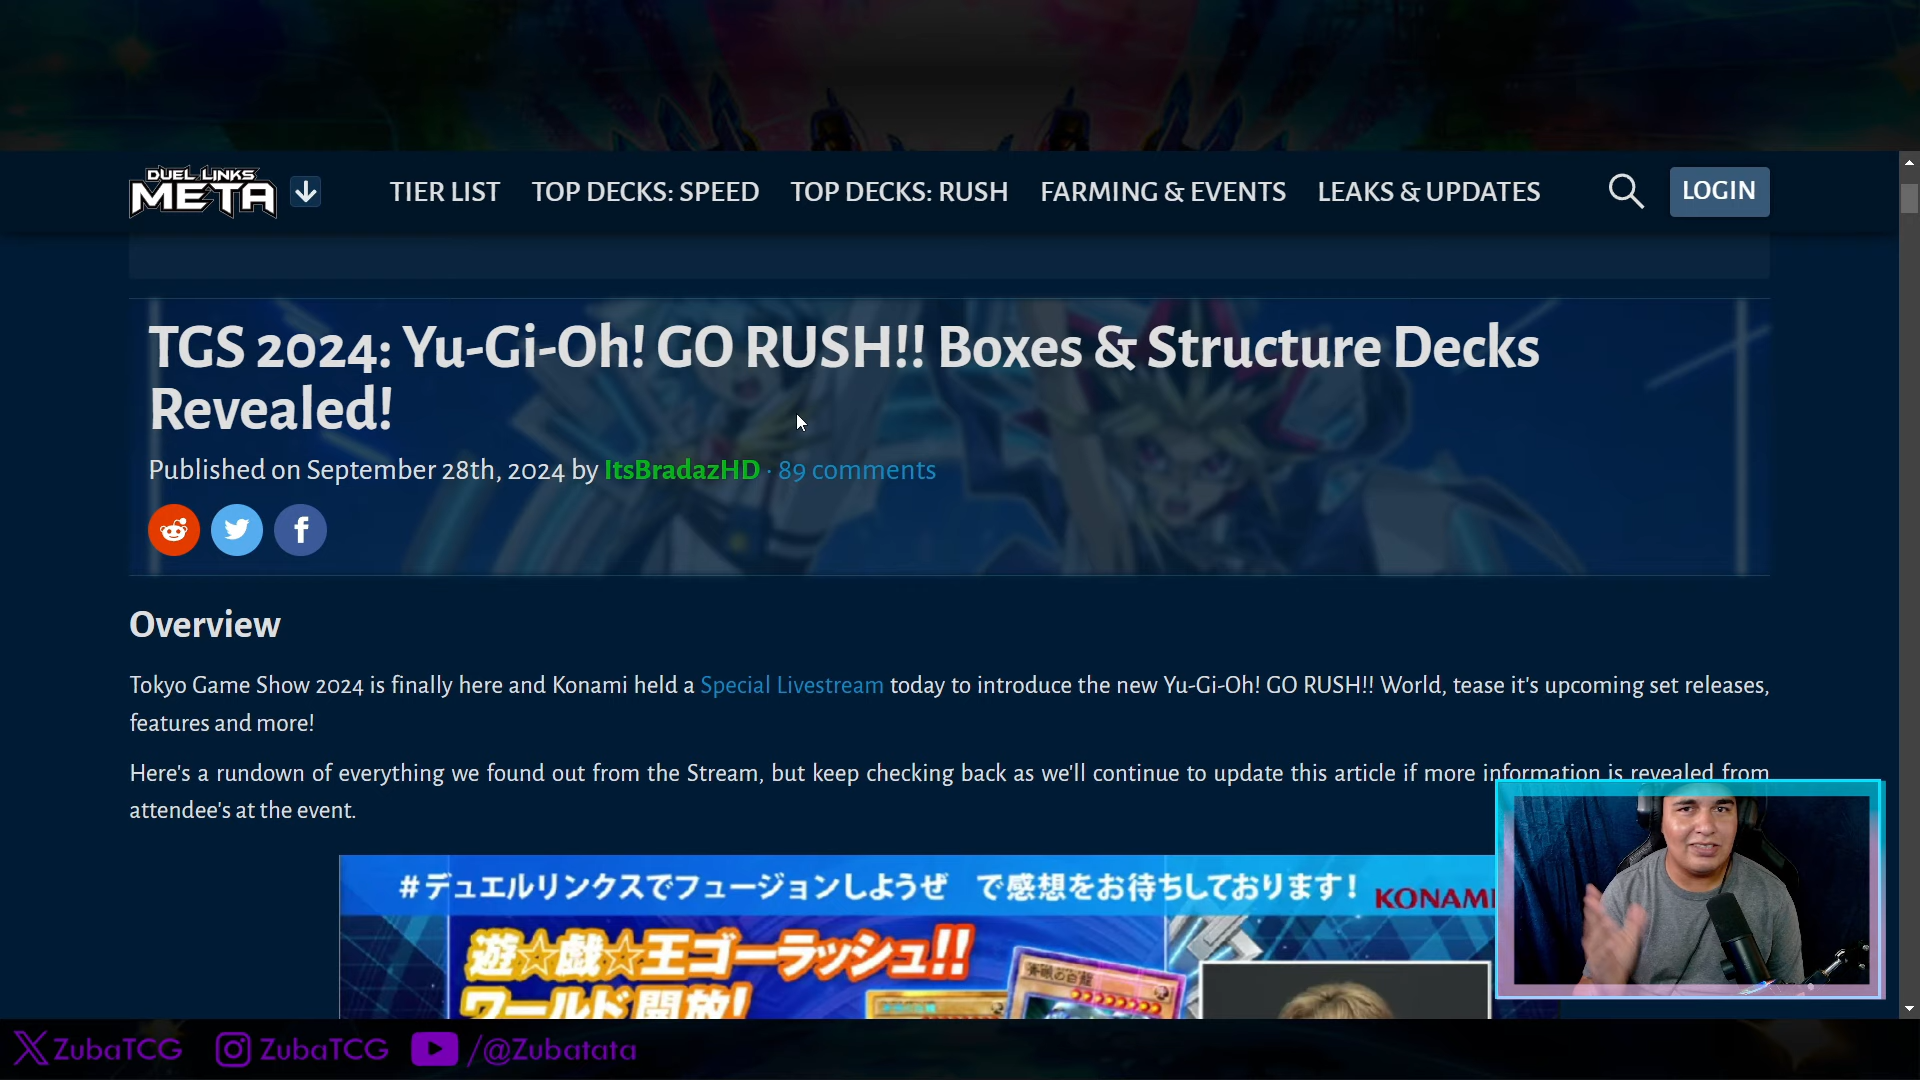 DUEL LINKS
META
TIER LIST
TOP DECKS: SPEED
TOP DECKS: RUSH
FARMING & EVENTS
LEAKS & UPDATES
LOGIN
TGS 2024: Yu-Gi-Oh! GO RUSH!! Boxes & Structure Decks
Revealed!
Published on September 28th, 2024 by ItsBradazHD · 89 comments
Overview
Tokyo Game Show 2024 is finally here and Konami held a Special Livestream today to introduce the new Yu-Gi-Oh! GO RUSH!! World, tease it's upcoming set releases,
features and more!
Here's a rundown of everything we found out from the Stream, but keep checking back as we'll continue to update this article if more information is revealed from
attendee's at the event.
#デュエルリンクスでフュージョンしようぜ で感想をお待ちしております!
KONAMI
遊☆戯☆王ゴーラッシュ!!
ワールド開放!
ZubaTCG
ZubaTCG
/@Zubatata